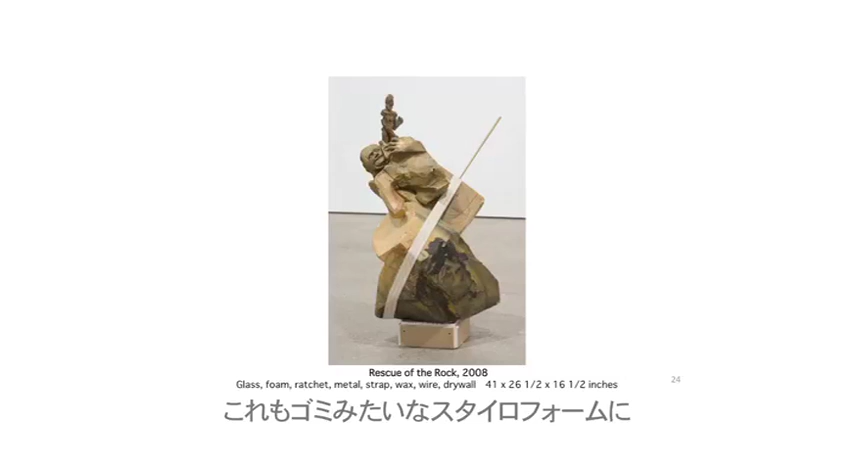 Rescue of the Rock, 2008
Glass, foam, ratchet, metal, strap, wax, wire, drywall 41 x 26 1/2 x 16 1/2 inches
24
これもゴミみたいなスタイロフォームに